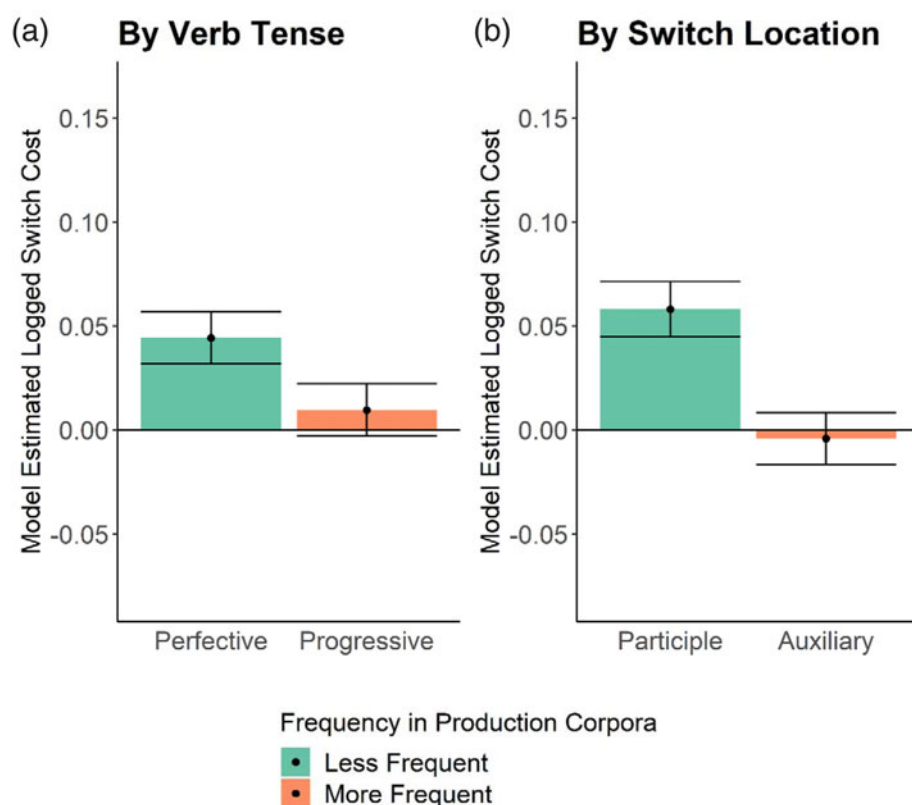 (a) By Verb Tense
Model Estimated Logged Switch Cost
0.15
0.10
0.05
0.00
-0.05
Perfective Progressive
(b) By Switch Location
Model Estimated Logged Switch Cost
0.15
0.10
0.05
0.00
-0.05
Participle Auxiliary
Frequency in Production Corpora
Less Frequent
More Frequent